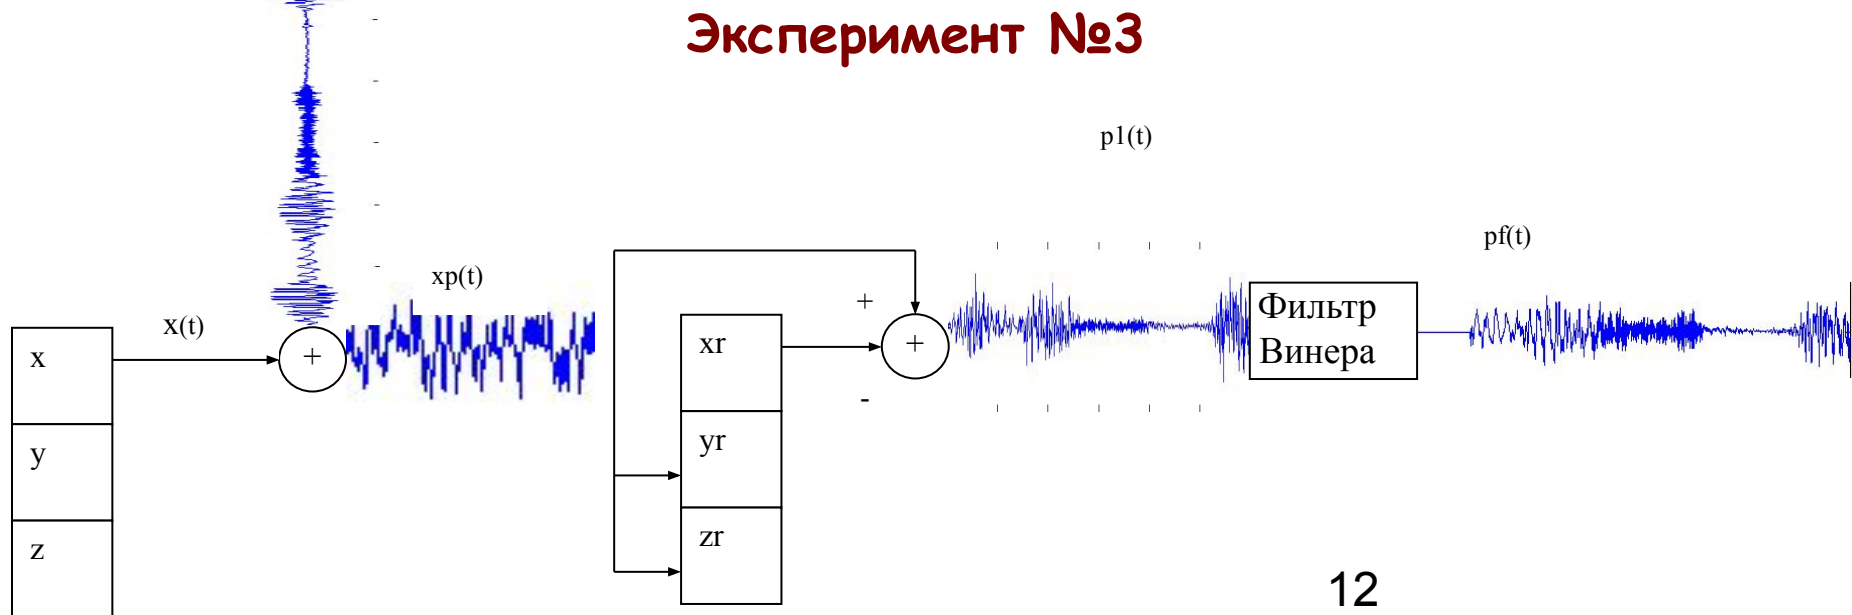 Эксперимент №3
p1(t)
pf(t)
xp(t)
x(t)
+
+
+
-
x
y
z
xr
yr
zr
Фильтр
Винера
12